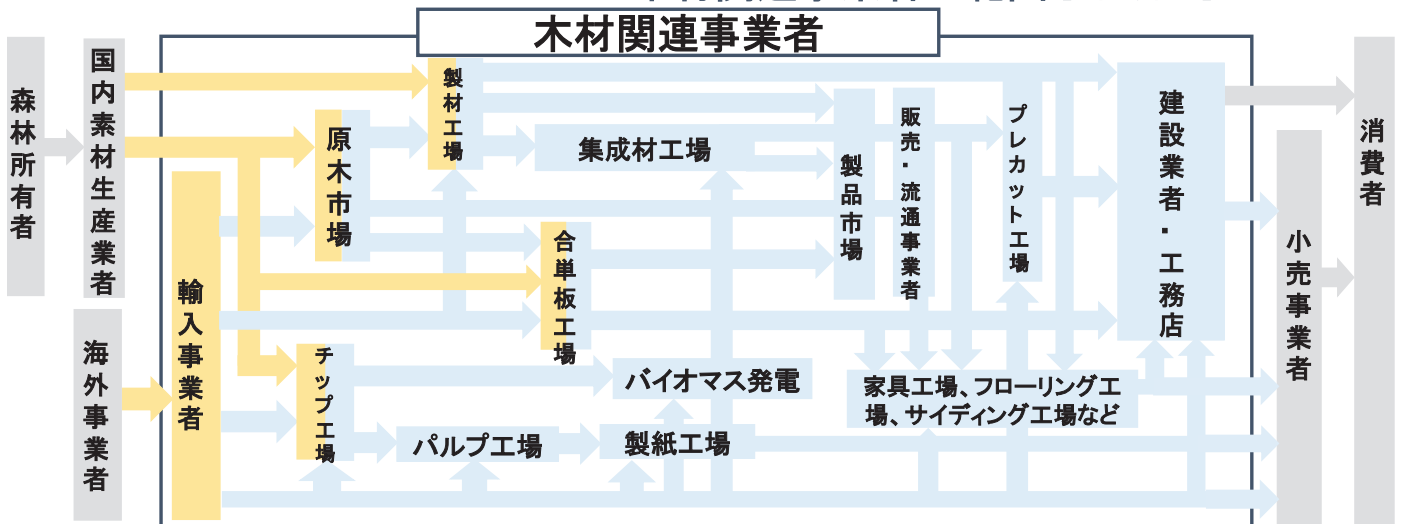 木材関連事業者
森林所有者
国内素材生産業者
海外事業者
輸入事業者
原木市場
製材工場
集成材工場
合単板工場
チップ工場
パルプ工場
バイオマス発電
製紙工場
製品市場
販売・流通事業者
プレカット工場
家具工場、フローリング工
場、サイディング工場など
建設業者・工務店
小売事業者
消費者